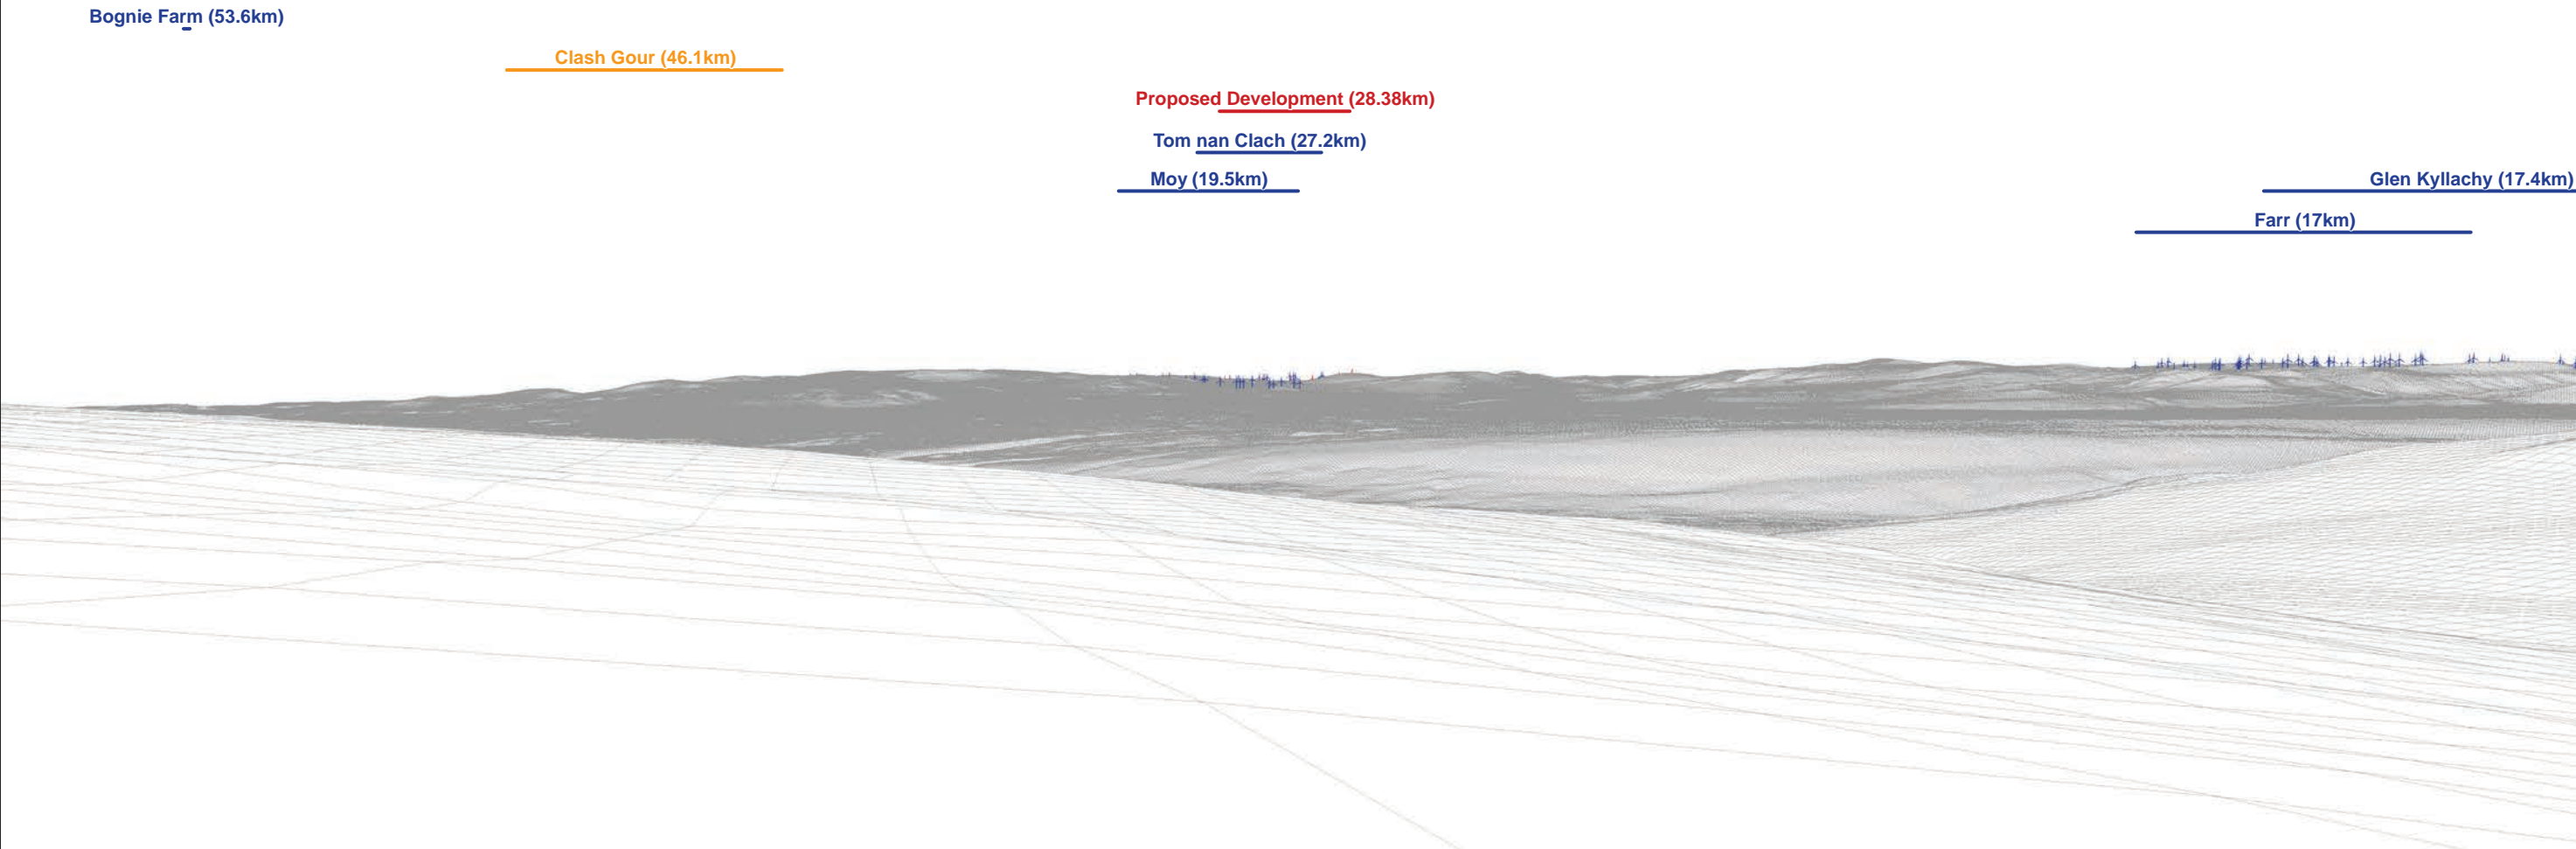 Bognie Farm (53.6km)
Clash Gour (46.1km)
Proposed Development (28.38km)
Tom nan Clach (27.2km)
Moy (19.5km)
Glen Kyllachy (17.4km)
Farr (17km)